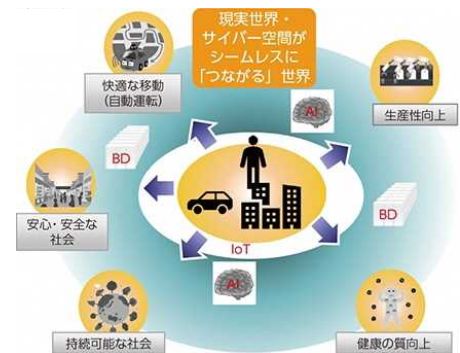 現実世界・
サイバー空間が
シームレスに
「つながる」世界
快適な移動
(自動運転)
AI
生産性向上
BD
BD
安心・安全な
社会
IoT
AI
持続可能な社会
健康の質向上